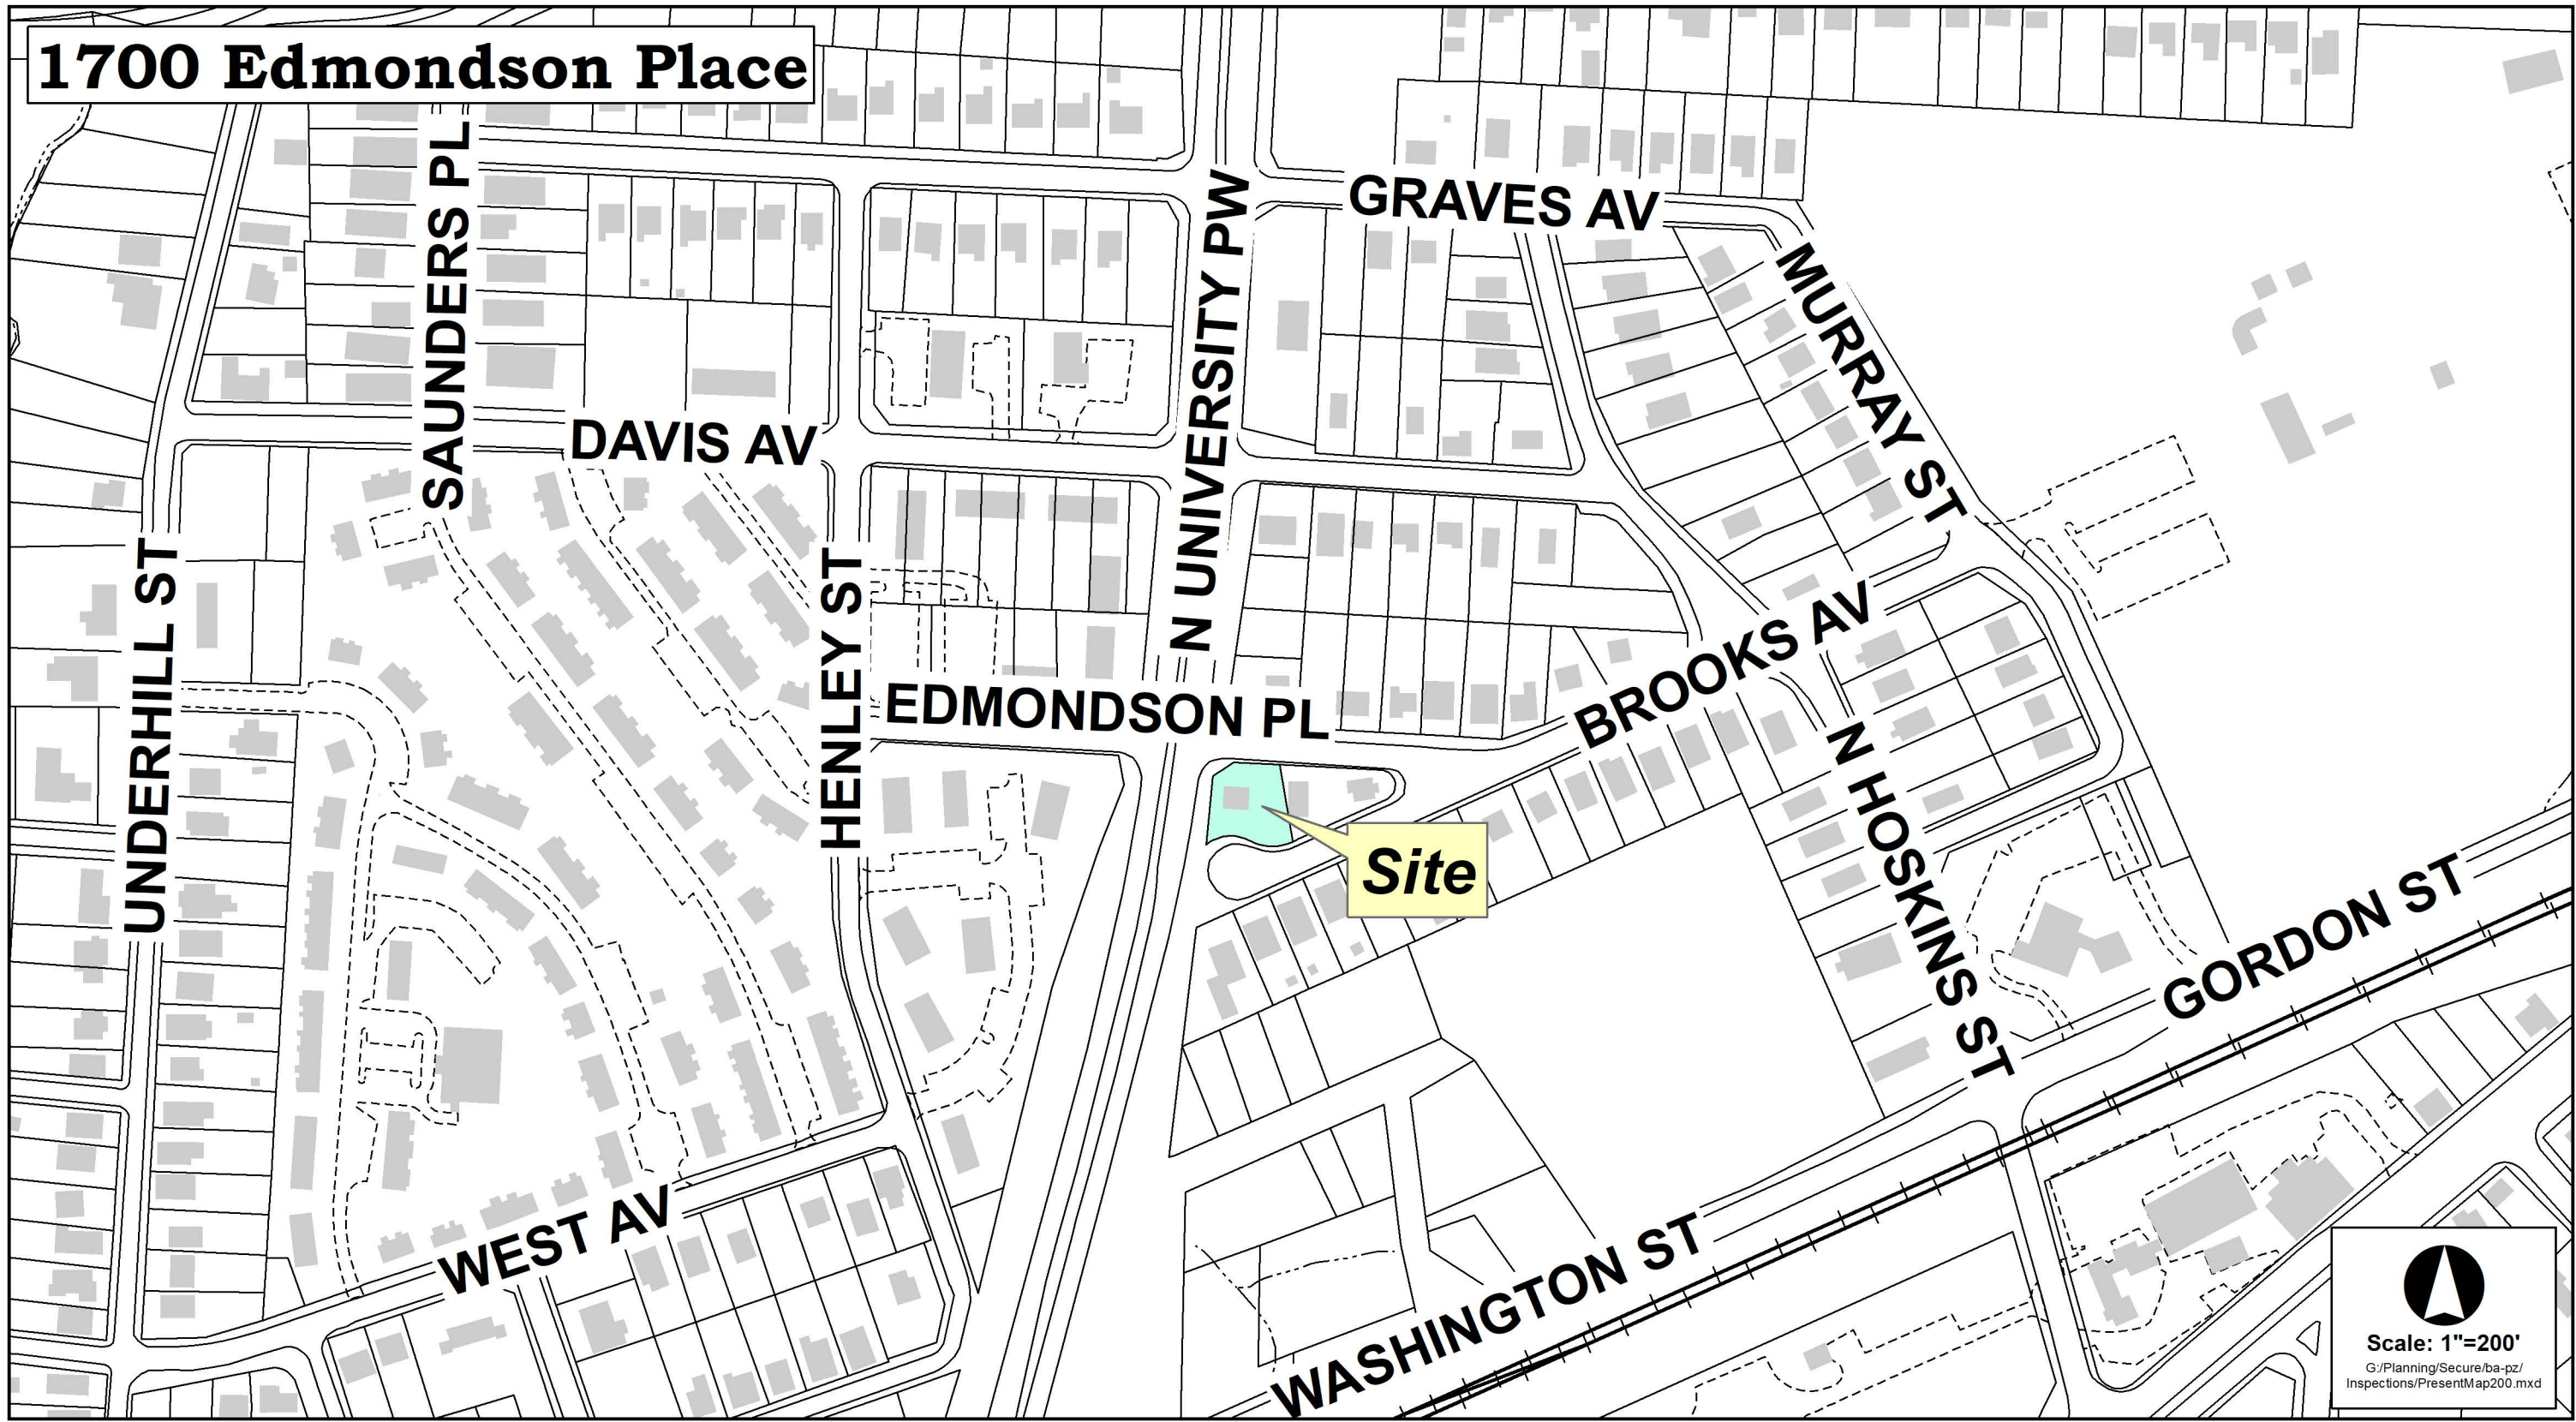 1700 Edmondson Place
SAUNDERS PL
GRAVES AV
N UNIVERSITY PW
MURRAY ST
DAVIS AV
UNDERHILL ST
HENLEY ST
BROOKS AV
EDMONDSON PL
N HOSKINS ST
Site
GORDON ST
WEST AV
WASHINGTON ST
Scale: 1"=200'
G:/Planning/Secure/ba-pz/
Inspections/PresentMap200.mxd